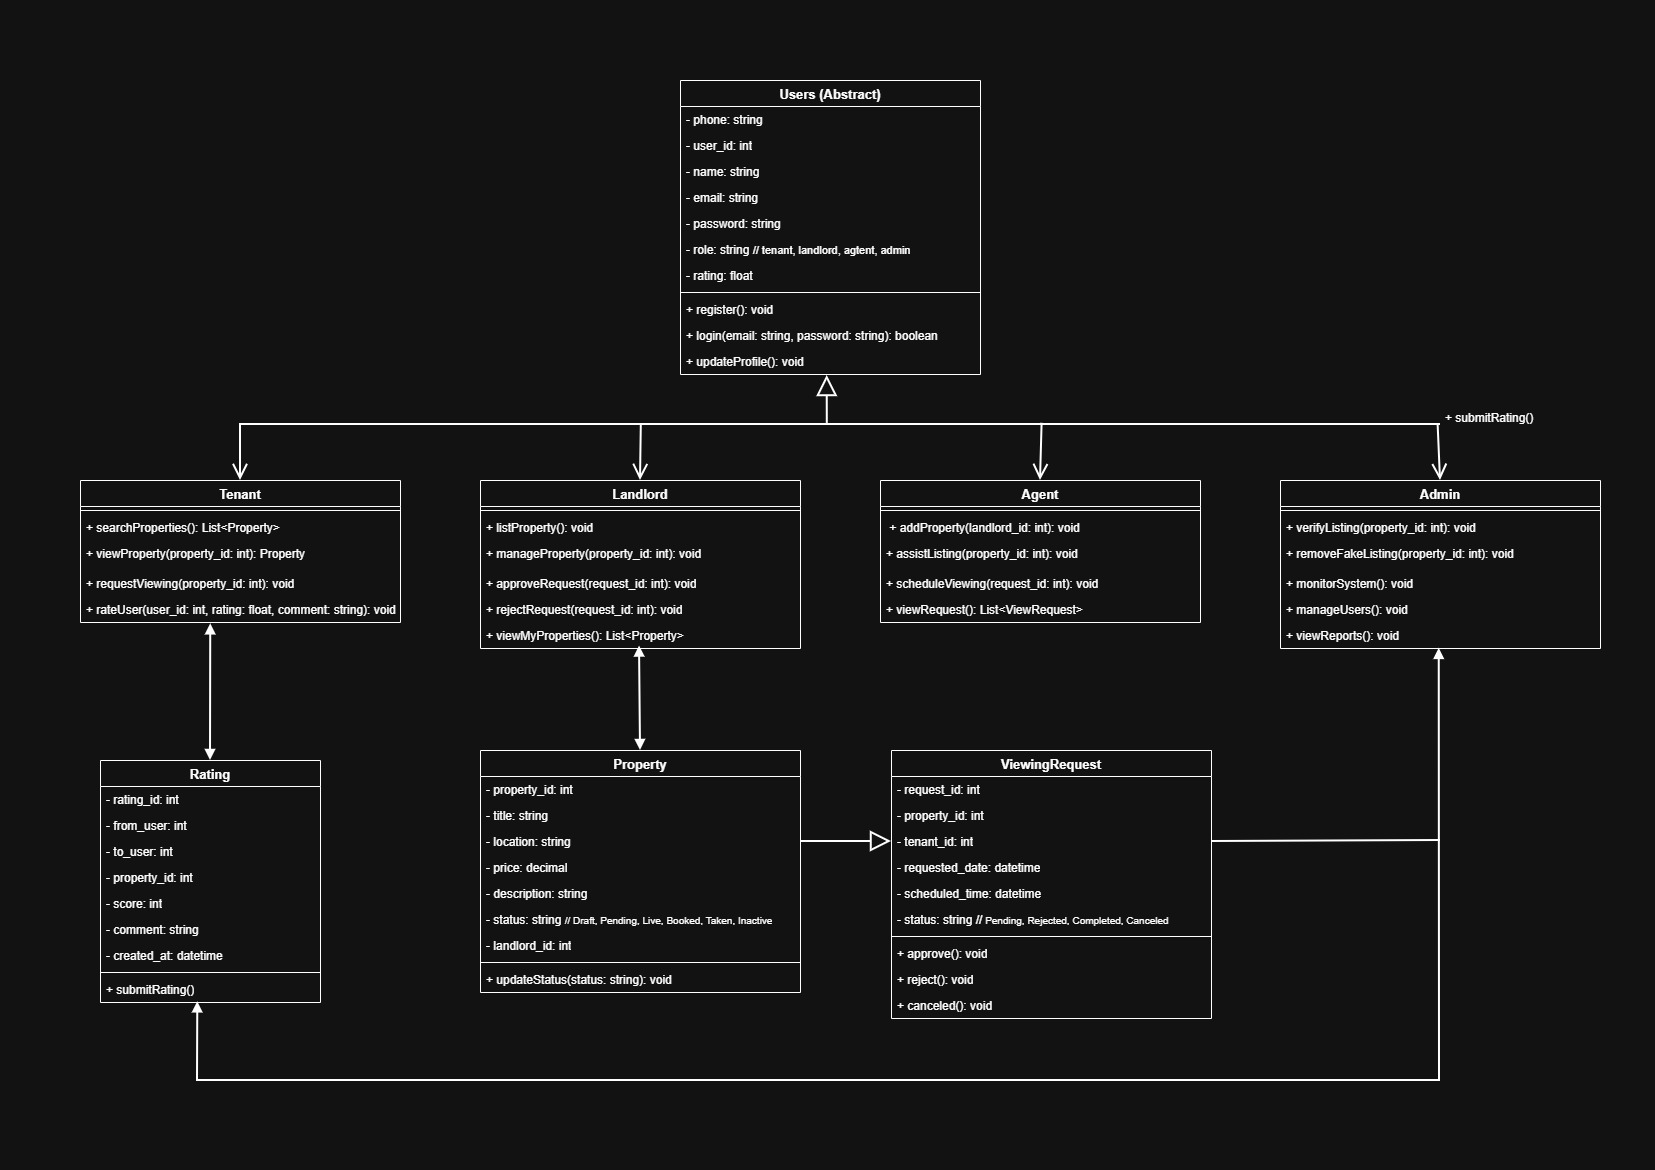 Users (Abstract)
- phone: string
- user_id: int
- name: string
- email: string
- password: string
- role: string // tenant, landlord, agtent, admin
- rating: float
+ register(): void
+ login(email: string, password: string): boolean
+ updateProfile(): void
+ submitRating()
Tenant
+ searchProperties(): List<Property>
+ viewProperty(property_id: int): Property
+ requestViewing(property_id: int): void
+ rateUser(user_id: int, rating: float, comment: string): void
Landlord
+ listProperty(): void
+ manageProperty(property_id: int): void
+ approveRequest(request_id: int): void
+ rejectRequest(request_id: int): void
+ viewMyProperties(): List<Property>
Agent
+ addProperty(landlord_id: int): void
+ assistListing(property_id: int): void
+ scheduleViewing(request_id: int): void
+ viewRequest(): List<ViewRequest>
Admin
+ verifyListing(property_id: int): void
+ removeFakeListing(property_id: int): void
+ monitorSystem(): void
+ manageUsers(): void
+ viewReports(): void
Rating
- rating_id: int
- from_user: int
- to_user: int
- property_id: int
- score: int
- comment: string
- created_at: datetime
+ submitRating()
Property
- property_id: int
- title: string
- location: string
- price: decimal
- description: string
- status: string // Draft, Pending, Live, Booked, Taken, Inactive
- landlord_id: int
+ updateStatus(status: string): void
ViewingRequest
- request_id: int
- property_id: int
- tenant_id: int
- requested_date: datetime
- scheduled_time: datetime
- status: string // Pending, Rejected, Completed, Canceled
+ approve(): void
+ reject(): void
+ canceled(): void